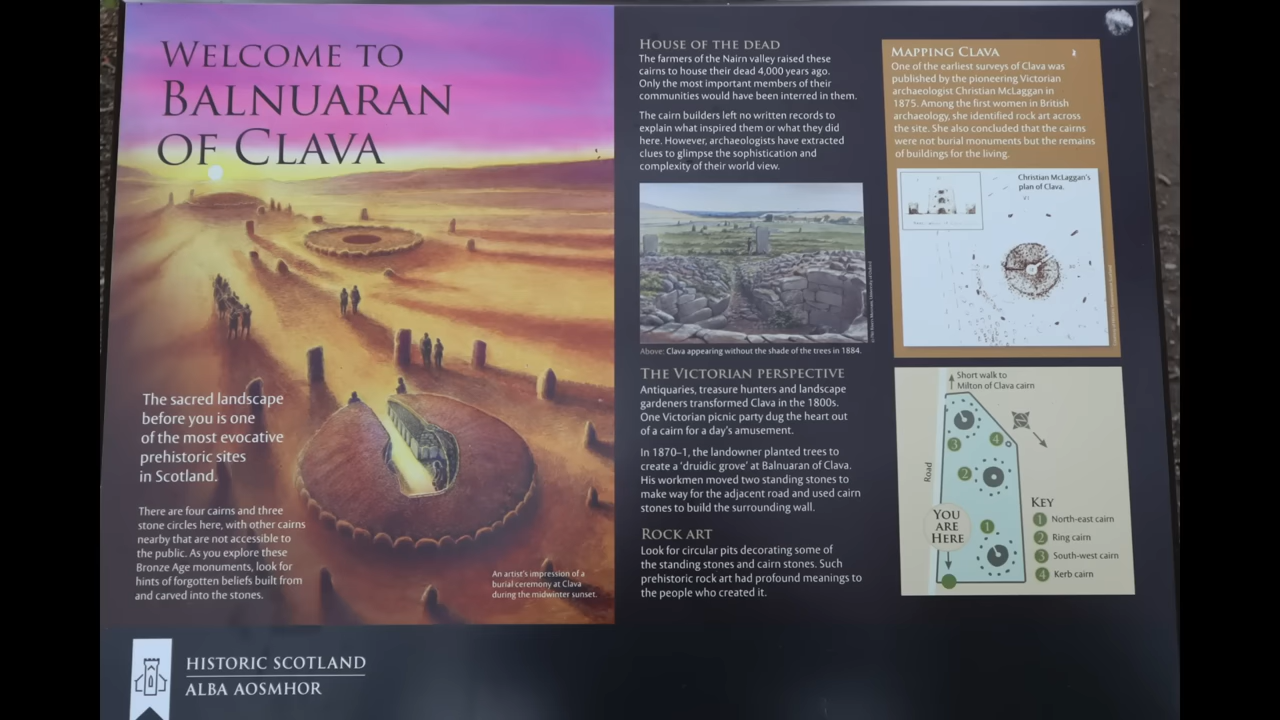 WELCOME TO
BALNUARAN
OF CLAVA
The sacred landscape
before you is one
of the most evocative
prehistoric sites
in Scotland.
There are four cairns and three
stone circles here, with other cairns
nearby that are not accessible to
the public. As you explore these
Bronze Age monuments, look for
hints of forgotten beliefs built from
and carved into the stones.
An artist's impression of a
burial ceremony at Clava
during the midwinter sunset.
HOUSE OF THE DEAD
The farmers of the Nairn valley raised these
cairns to house their dead 4,000 years ago.
Only the most important members of their
communities would have been interred in them.
The cairn builders left no written records to
explain what inspired them or what they did
here. However, archaeologists have extracted
clues to glimpse the sophistication and
complexity of their world view.
Above: Clava appearing without the shade of the trees in 1884.
THE VICTORIAN PERSPECTIVE
Antiquaries, treasure hunters and landscape
gardeners transformed Clava in the 1800s.
One Victorian picnic party dug the heart out
of a cairn for a day's amusement.
In 1870–1, the landowner planted trees to
create a 'druidic grove' at Balnuaran of Clava.
His workmen moved two standing stones to
make way for the adjacent road and used cairn
stones to build the surrounding wall.
ROCK ART
Look for circular pits decorating some of
the standing stones and cairn stones. Such
prehistoric rock art had profound meanings to
the people who created it.
MAPPING CLAVA
One of the earliest surveys of Clava was
published by the pioneering Victorian
archaeologist Christian McLaggan in
1875. Among the first women in British
archaeology, she identified rock art across
the site. She also concluded that the cairns
were not burial monuments but the remains
of buildings for the living.
Christian McLaggan's
plan of Clava.
Short walk to
Milton of Clava cairn
Road
3
4
2
1
YOU
ARE
HERE
KEY
1 North-east cairn
2 Ring cairn
3 South-west cairn
4 Kerb cairn
HISTORIC SCOTLAND
ALBA AOSMHOR